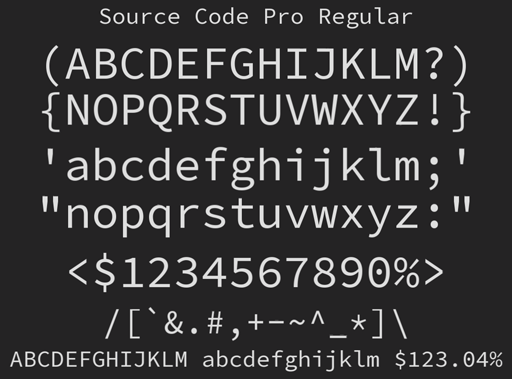 Source Code Pro Regular
(ABCDEFGHIJKLM?)
{NOPQRSTUVWXYZ!}
'abcdefghijklm;'
"nopqrstuvwxyz:"
<$1234567890%>
/[`&.#,+-~^_*]\
ABCDEFGHIJKLM abcdefghijklm $123.04%